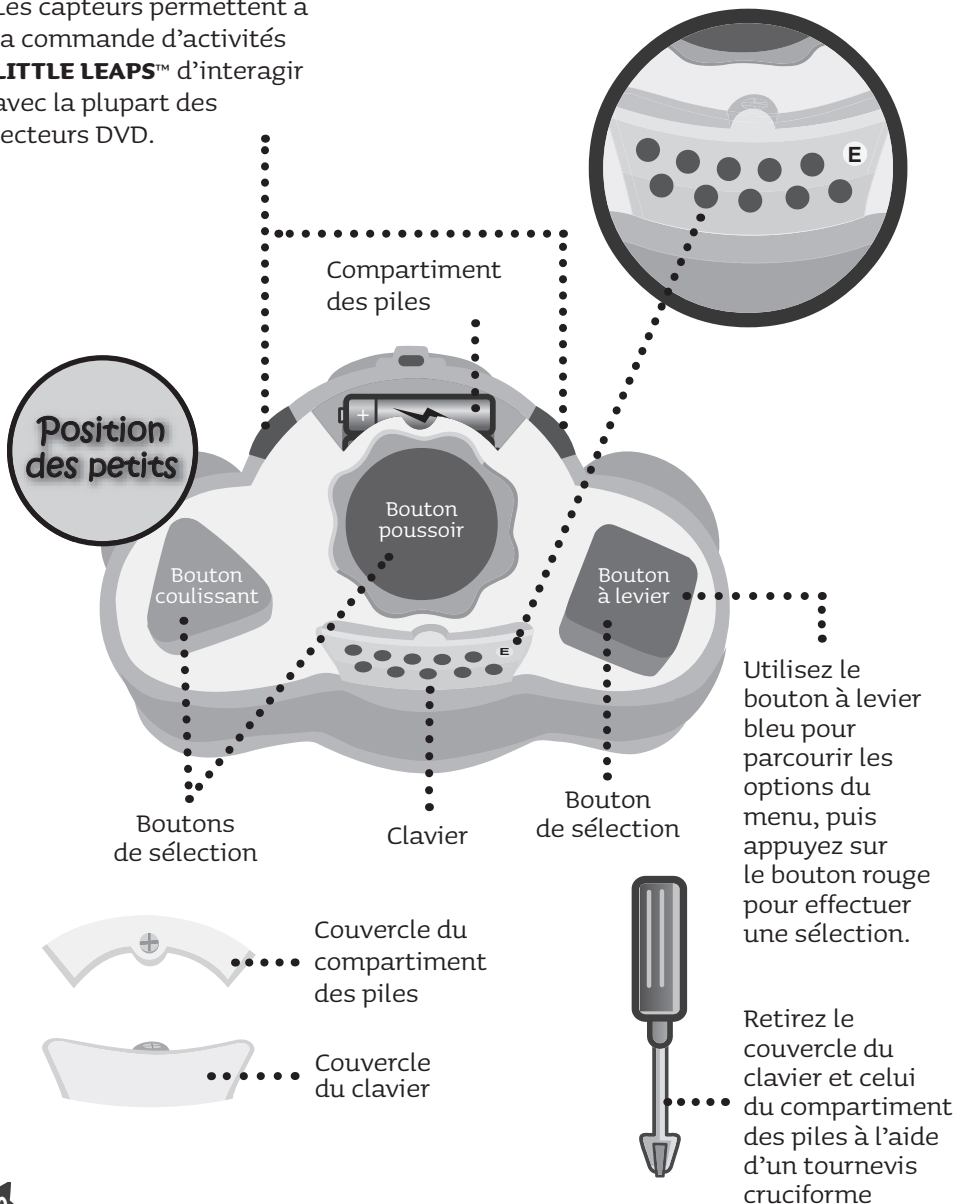 Les capteurs permettent à
la commande d’activités
LITTLE LEAPS™ d’interagir
avec la plupart des
lecteurs DVD.
E
Compartiment
des piles
Position
des petits
Bouton
poussoir
Bouton
coulissant
Bouton
à levier
E
Utilisez le
bouton à levier
bleu pour
parcourir les
options du
menu, puis
appuyez sur
le bouton rouge
pour effectuer
une sélection.
Boutons
de sélection
Clavier
Bouton
de sélection
Couvercle du
compartiment
des piles
Couvercle
du clavier
Retirez le
couvercle du
clavier et celui
du compartiment
des piles à l’aide
d’un tournevis
cruciforme